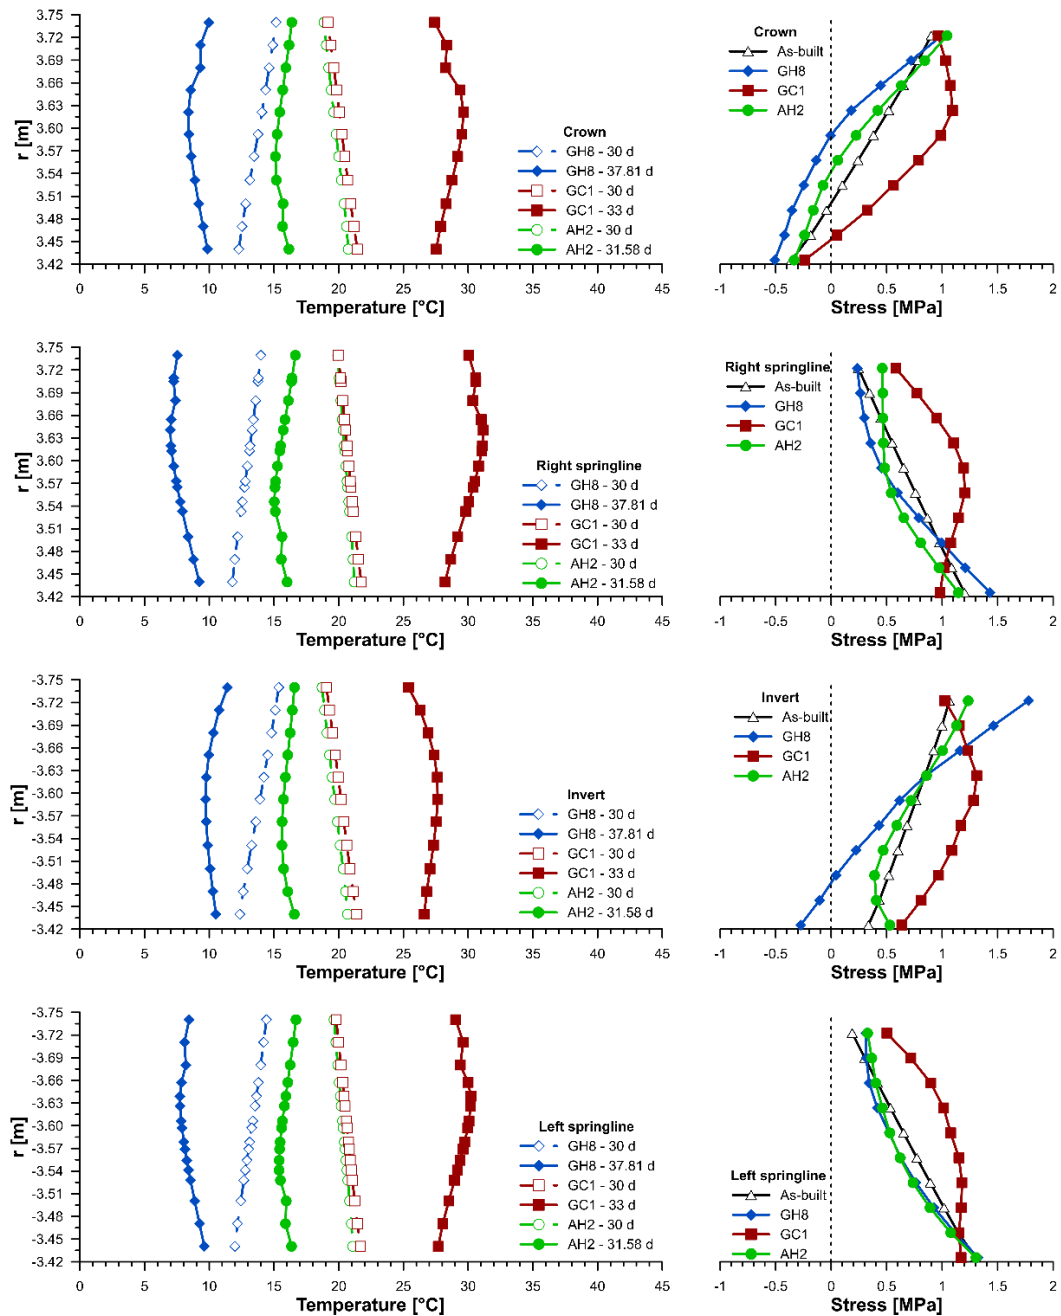 r [m]
3.75
3.72
3.69
3.66
3.63
3.60
3.57
3.54
3.51
3.48
3.45
3.42
0 5 10 15 20 25 30 35 40 45
Temperature [°C]
Crown
GH8 - 30 d
GH8 - 37.81 d
GC1 - 30 d
GC1 - 33 d
AH2 - 30 d
AH2 - 31.58 d
Crown
As-built
GH8
GC1
AH2
-1 -0.5 0 0.5 1 1.5 2
Stress [MPa]
r [m]
3.75
3.72
3.69
3.66
3.63
3.60
3.57
3.54
3.51
3.48
3.45
3.42
0 5 10 15 20 25 30 35 40 45
Temperature [°C]
Right springline
GH8 - 30 d
GH8 - 37.81 d
GC1 - 30 d
GC1 - 33 d
AH2 - 30 d
AH2 - 31.58 d
Right springline
As-built
GH8
GC1
AH2
-1 -0.5 0 0.5 1 1.5 2
Stress [MPa]
r [m]
-3.75
-3.72
-3.69
-3.66
-3.63
-3.60
-3.57
-3.54
-3.51
-3.48
-3.45
-3.42
0 5 10 15 20 25 30 35 40 45
Temperature [°C]
Invert
GH8 - 30 d
GH8 - 37.81 d
GC1 - 30 d
GC1 - 33 d
AH2 - 30 d
AH2 - 31.58 d
Invert
As-built
GH8
GC1
AH2
-1 -0.5 0 0.5 1 1.5 2
Stress [MPa]
r [m]
-3.75
-3.72
-3.69
-3.66
-3.63
-3.60
-3.57
-3.54
-3.51
-3.48
-3.45
-3.42
0 5 10 15 20 25 30 35 40 45
Temperature [°C]
Left springline
GH8 - 30 d
GH8 - 37.81 d
GC1 - 30 d
GC1 - 33 d
AH2 - 30 d
AH2 - 31.58 d
Left springline
As-built
GH8
GC1
AH2
-1 -0.5 0 0.5 1 1.5 2
Stress [MPa]